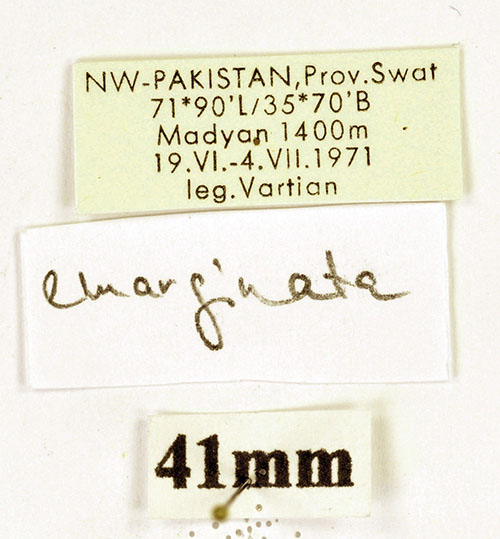 NW-PAKISTAN,Prov.Swat
71*90'L/35*70'B
Madyan 1400m
19.VI.-4.VII.1971
leg.Vartian
emarginata
41mm